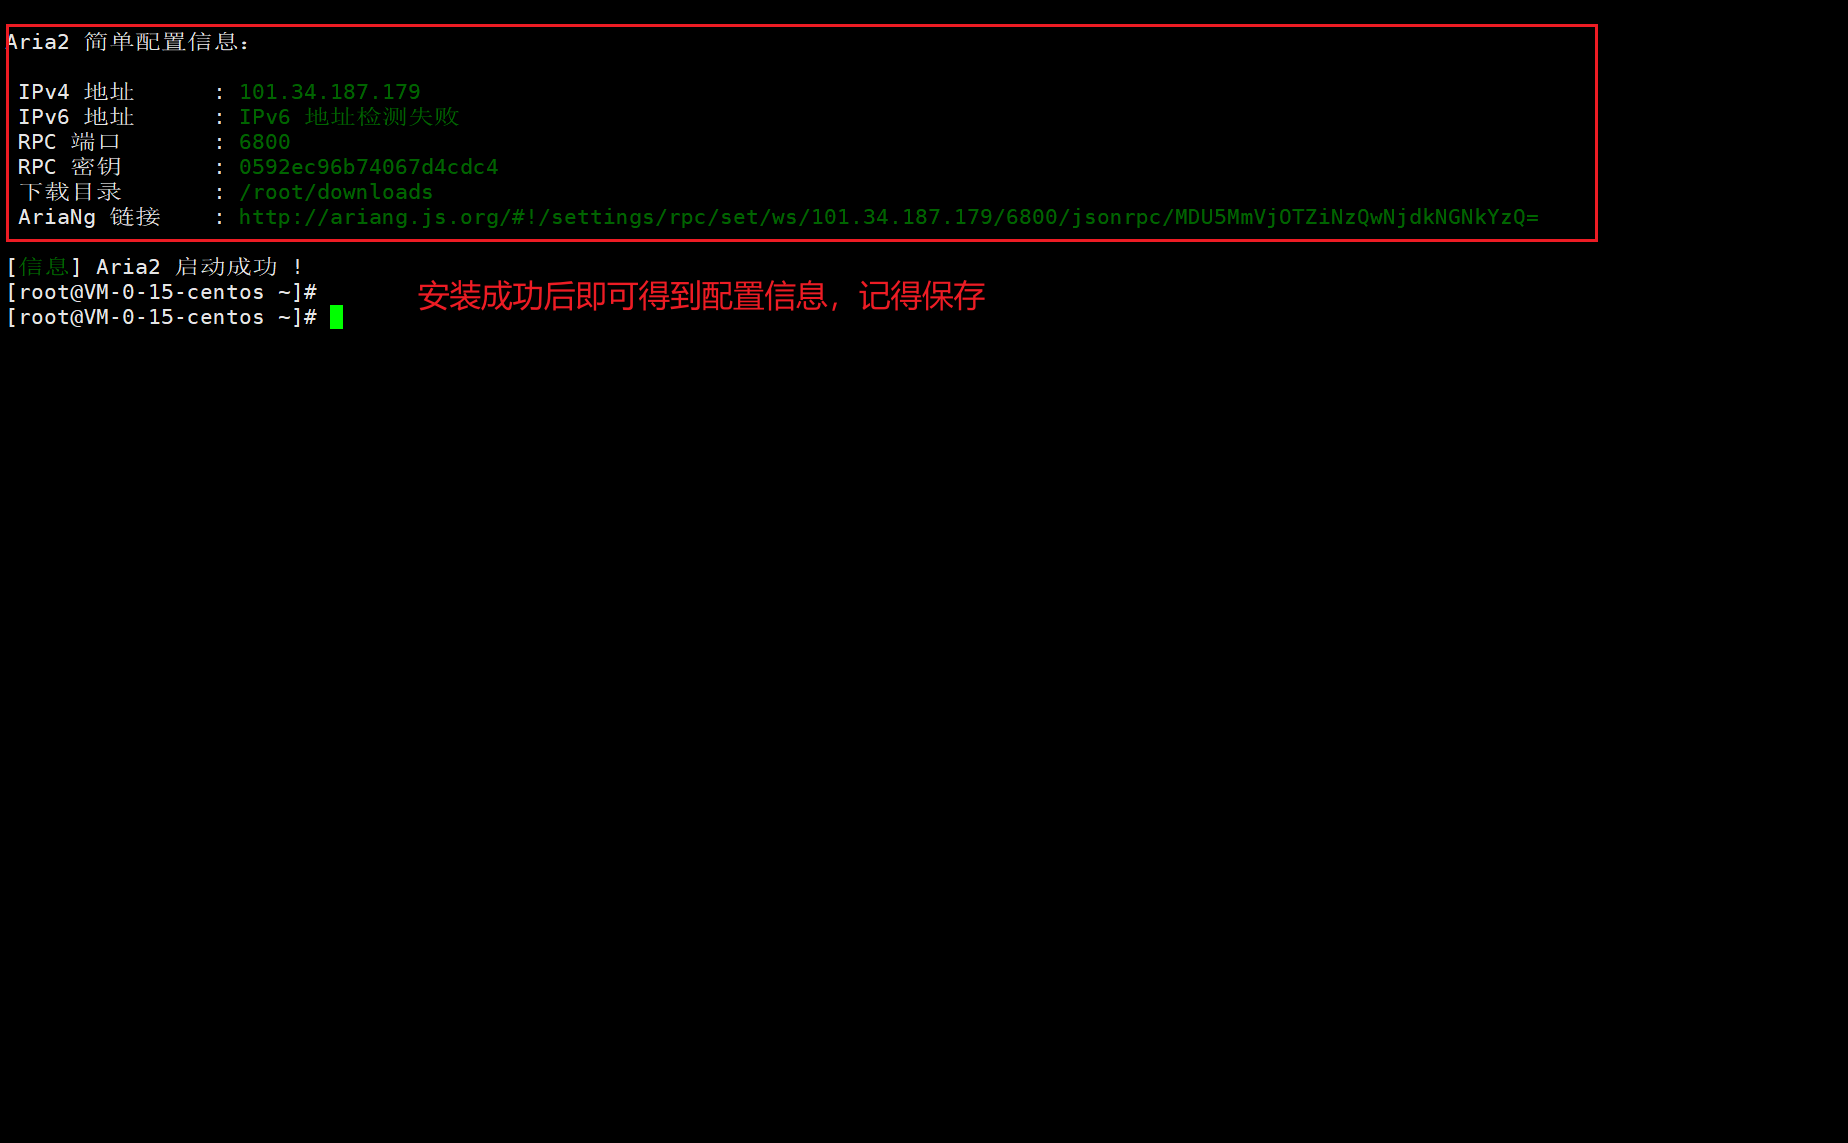 Aria2 简单配置信息：
IPv4 地址 : 101.34.187.179
IPv6 地址 : IPv6 地址检测失败
RPC 端口 : 6800
RPC 密钥 : 0592ec96b74067d4cdc4
下载目录 : /root/downloads
AriaNg 链接 : http://ariang.js.org/#!/settings/rpc/set/ws/101.34.187.179/6800/jsonrpc/MDU5MmVjOTZiNzQwNjdkNGNkYzQ=
[信息] Aria2 启动成功 !
[root@VM-0-15-centos ~]#
安装成功后即可得到配置信息，记得保存
[root@VM-0-15-centos ~]#